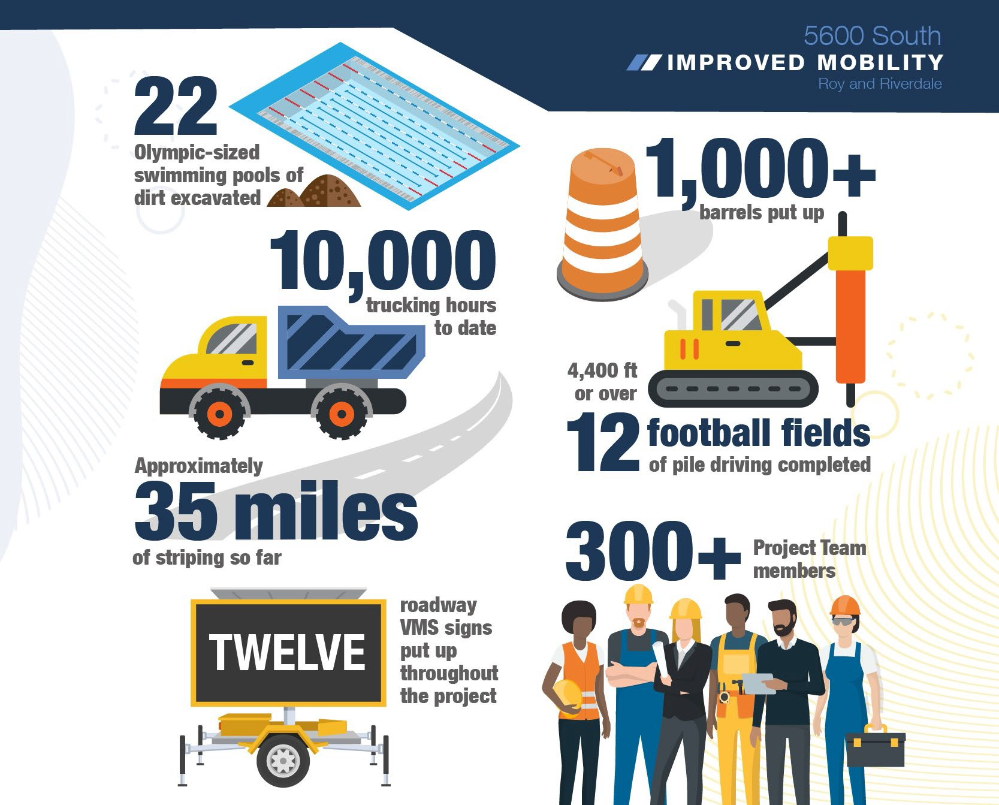 5600 South
IMPROVED MOBILITY
Roy and Riverdale
22
Olympic-sized
swimming pools of
dirt excavated
10,000
trucking hours
to date
Approximately
35 miles
of striping so far
TWELVE
roadway
VMS signs
put up
throughout
the project
1,000+
barrels put up
4,400 ft
or over
12 football fields
of pile driving completed
300+
Project Team
members